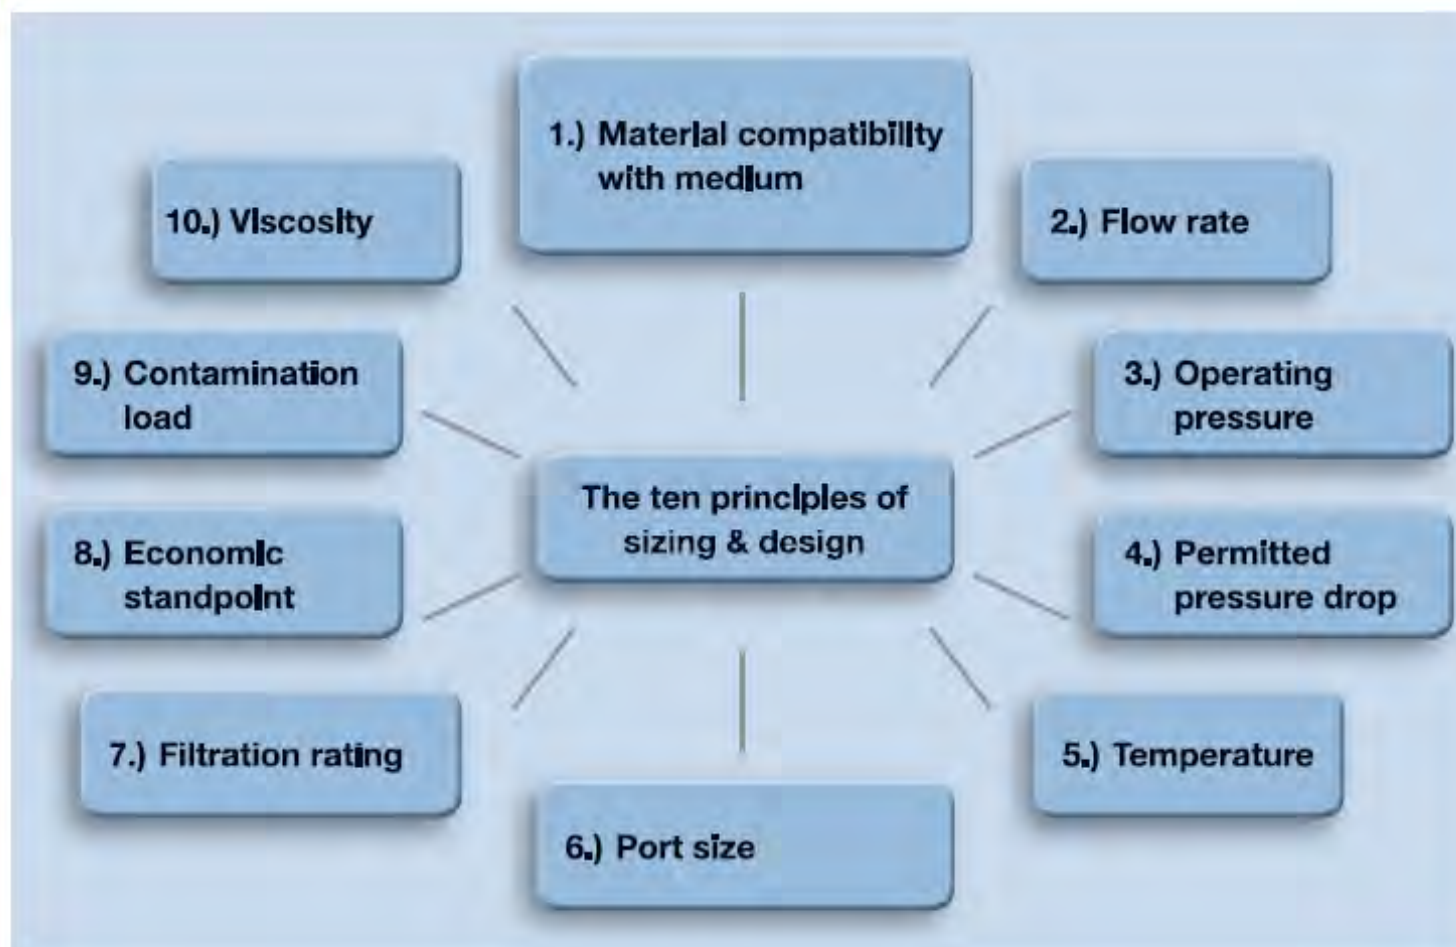 1.) Material compatibility
with medium
2.) Flow rate
3.) Operating
pressure
4.) Permitted
pressure drop
5.) Temperature
6.) Port size
7.) Filtration rating
8.) Economic
standpoint
9.) Contamination
load
10.) Viscosity
The ten principles of
sizing & design